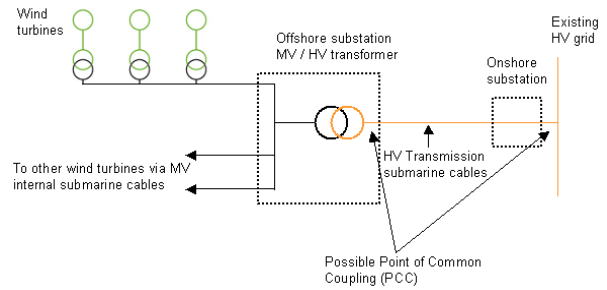 Wind
turbines
Offshore substation
MV / HV transformer
Existing
HV grid
Onshore
substation
To other wind turbines via MV
internal submarine cables
HV Transmission
submarine cables
Possible Point of Common
Coupling (PCC)